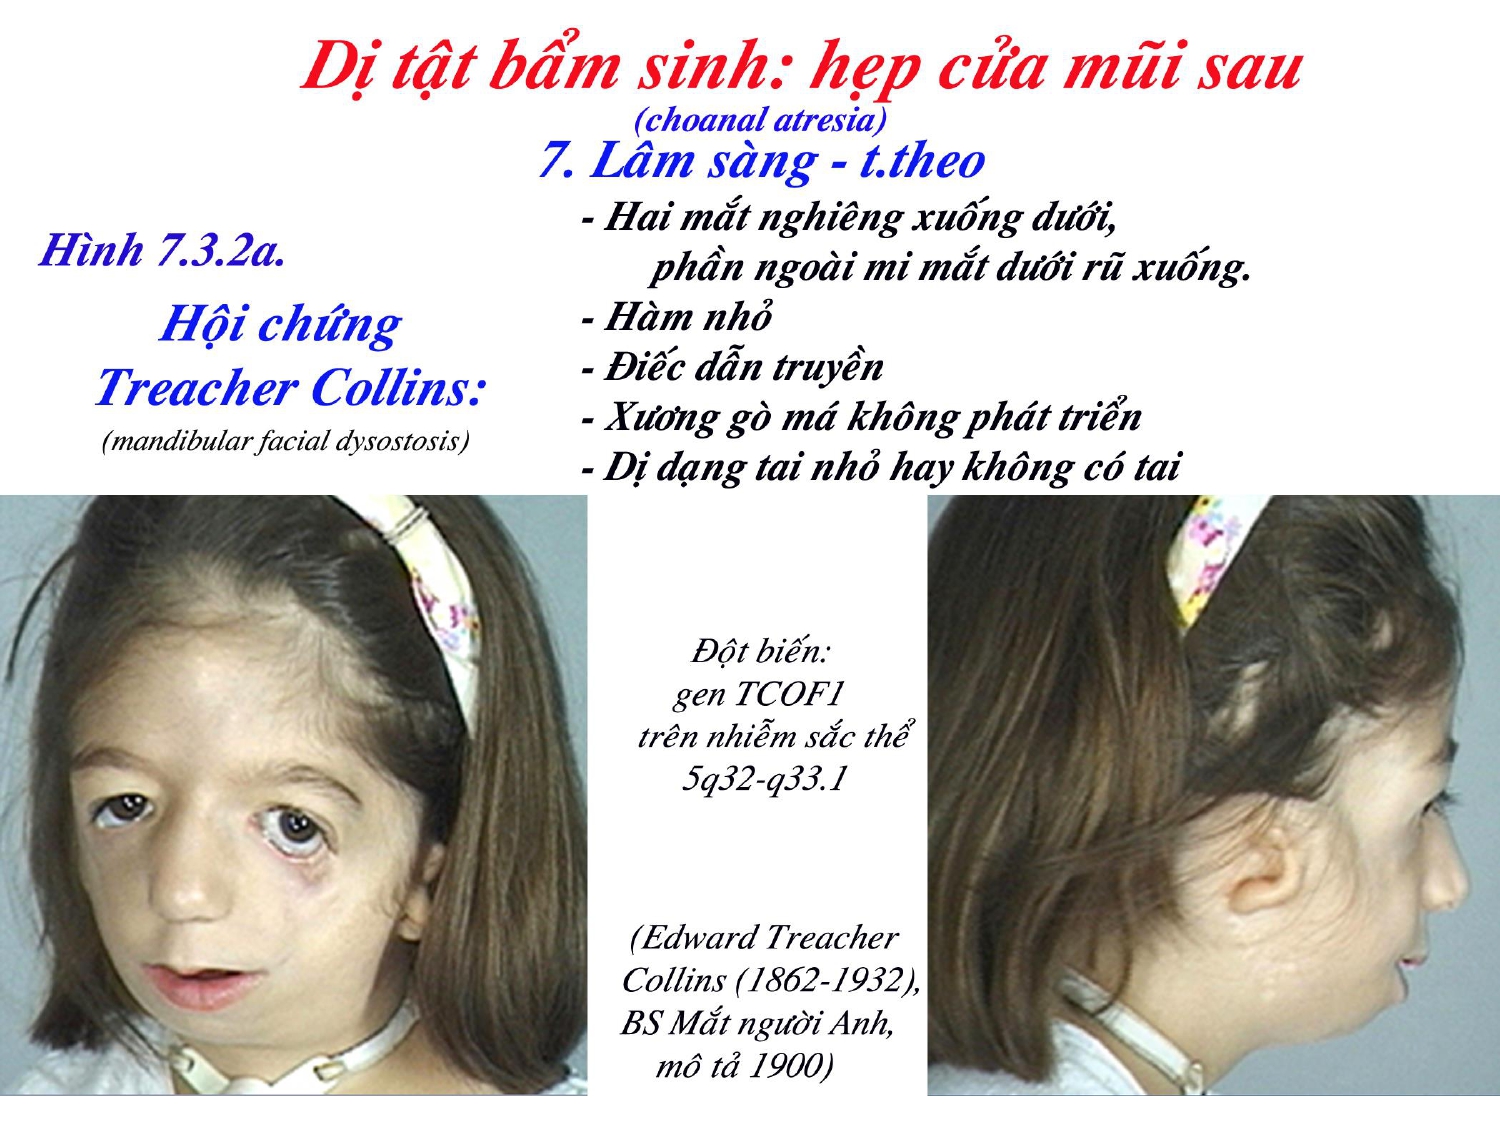 Dị tật bẩm sinh: hẹp cửa mũi sau
(choanal atresia)
7. Lâm sàng - t.theo
- Hai mắt nghiêng xuống dưới,
phần ngoài mi mắt dưới rũ xuống.
- Hàm nhỏ
- Điếc dẫn truyền
- Xương gò má không phát triển
- Dị dạng tai nhỏ hay không có tai
Hình 7.3.2a.
Hội chứng
Treacher Collins:
(mandibular facial dysostosis)
Đột biến:
gen TCOF1
trên nhiễm sắc thể
5q32-q33.1
(Edward Treacher
Collins (1862-1932),
BS Mắt người Anh,
mô tả 1900)